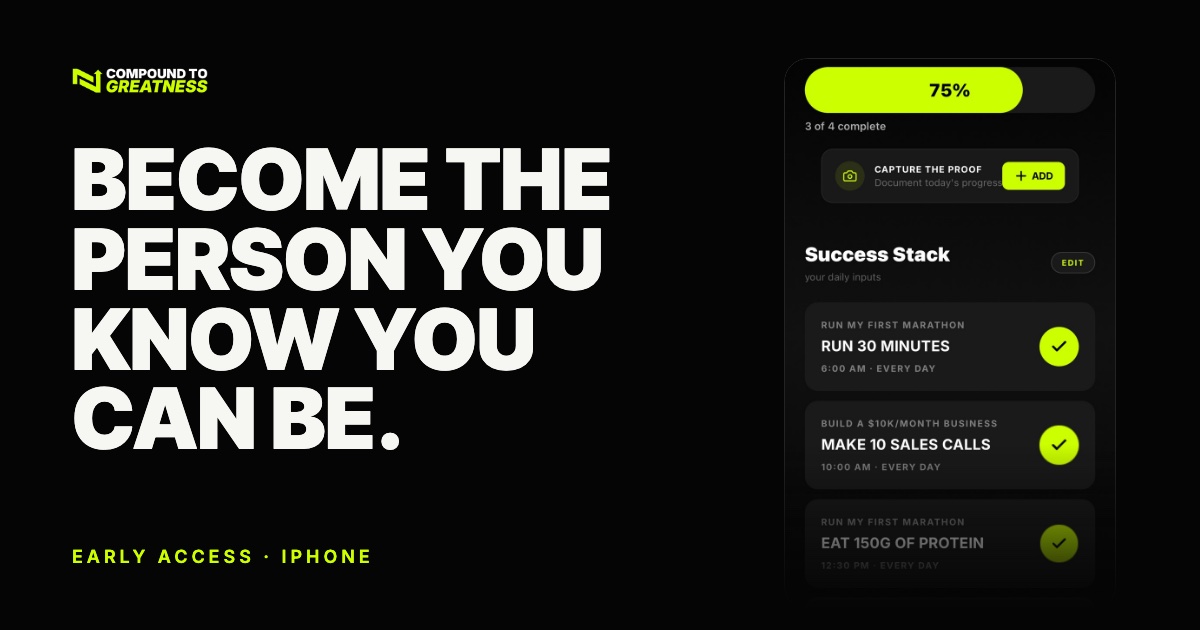 COMPOUND TO
GREATNESS
BECOME THE
PERSON YOU
KNOW YOU
CAN BE.
EARLY ACCESS · IPHONE
75%
3 of 4 complete
CAPTURE THE PROOF
Document today's progress
+ ADD
Success Stack
EDIT
your daily inputs
RUN MY FIRST MARATHON
RUN 30 MINUTES
6:00 AM · EVERY DAY
BUILD A $10K/MONTH BUSINESS
MAKE 10 SALES CALLS
10:00 AM · EVERY DAY
RUN MY FIRST MARATHON
EAT 150G OF PROTEIN
12:30 PM · EVERY DAY